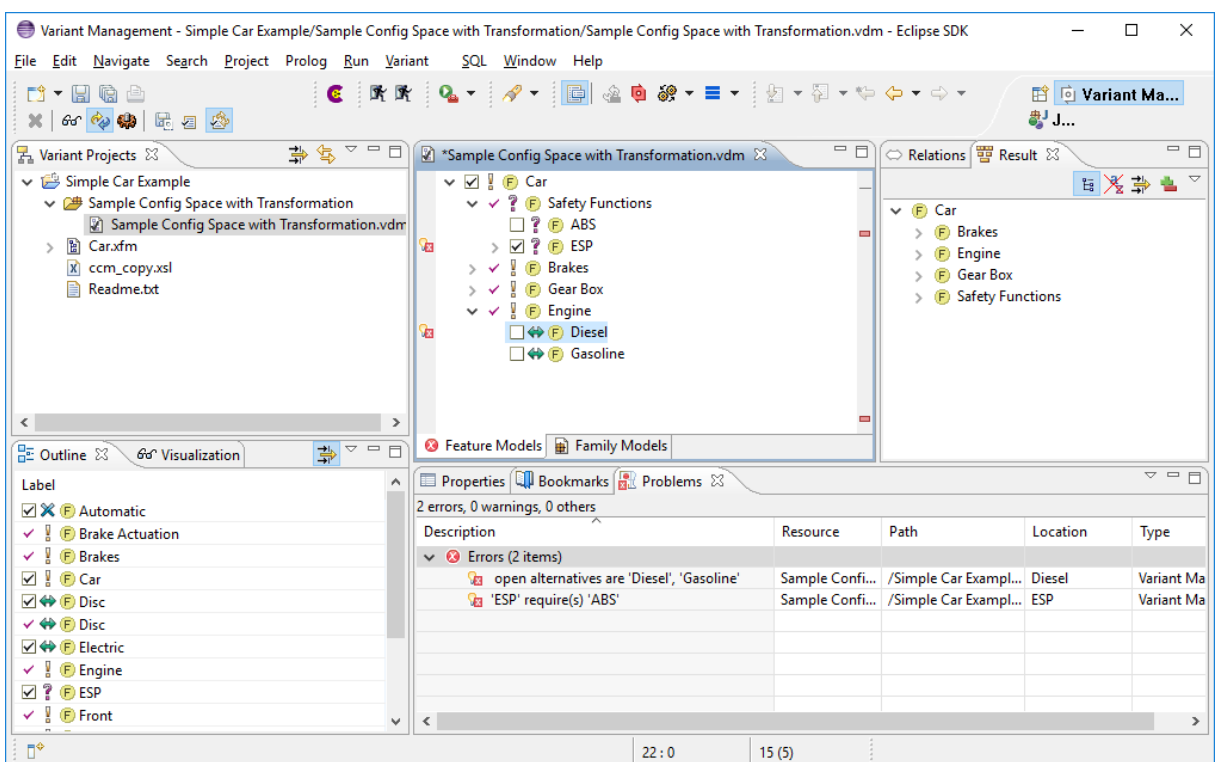 Variant Management - Simple Car Example/Sample Config Space with Transformation/Sample Config Space with Transformation.vdm - Eclipse SDK
File Edit Navigate Search Project Prolog Run Variant SQL Window Help
Variant Ma...
J...
Variant Projects
Simple Car Example
Sample Config Space with Transformation
Sample Config Space with Transformation.vdm
Car.xfm
ccm_copy.xsl
Readme.txt
*Sample Config Space with Transformation.vdm
Car
Safety Functions
ABS
ESP
Brakes
Gear Box
Engine
Diesel
Gasoline
Feature Models Family Models
Relations Result
Car
Brakes
Engine
Gear Box
Safety Functions
Outline Visualization
Label
Automatic
Brake Actuation
Brakes
Car
Disc
Disc
Electric
Engine
ESP
Front
Properties Bookmarks Problems
2 errors, 0 warnings, 0 others
Description Resource Path Location Type
Errors (2 items)
open alternatives are 'Diesel', 'Gasoline' Sample Confi... /Simple Car Exampl... Diesel Variant Ma
'ESP' require(s) 'ABS' Sample Confi... /Simple Car Exampl... ESP Variant Ma
22 : 0 15 (5)